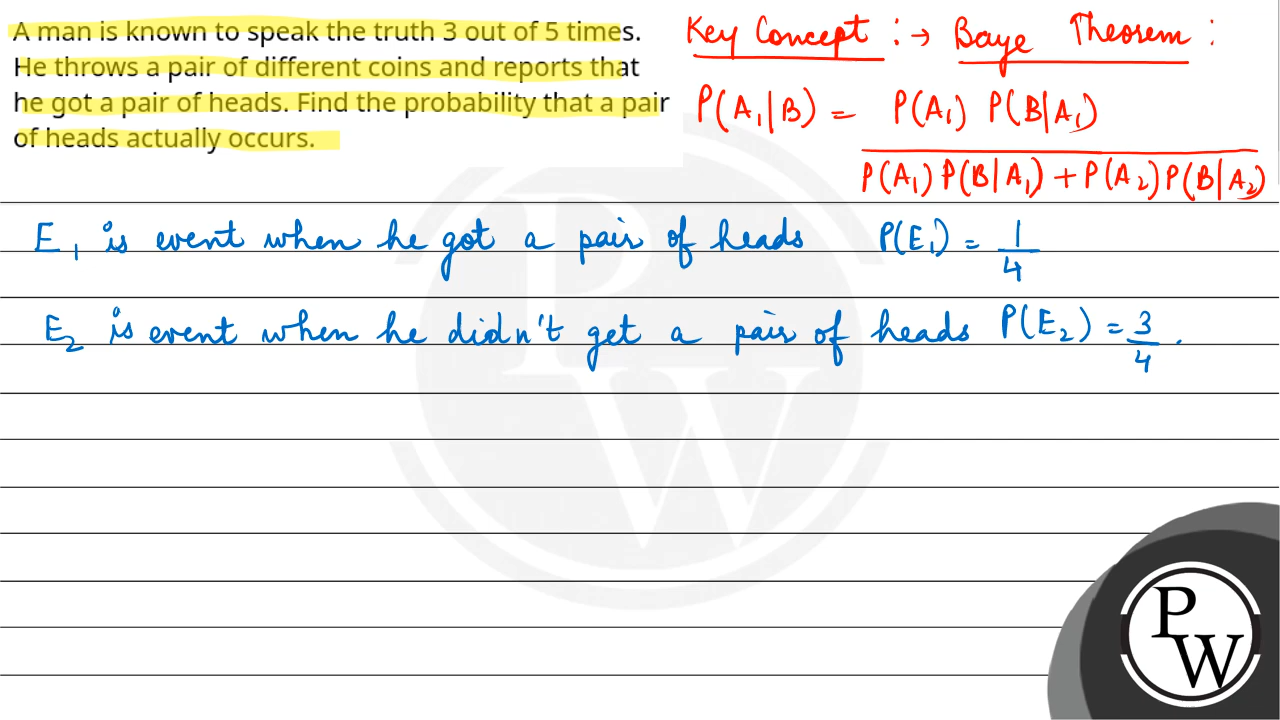 A man is known to speak the truth 3 out of 5 times.
He throws a pair of different coins and reports that
he got a pair of heads. Find the probability that a pair
of heads actually occurs.
Key Concept :→ Baye Theorem :
P(A₁|B) = P(A₁) P(B|A₁)
P(A₁) P(B|A₁) + P(A₂) P(B|A₂)
E₁ is event when he got a pair of heads P(E₁) = 1/4
E₂ is event when he didn't get a pair of heads P(E₂) = 3/4 .
PW
PW